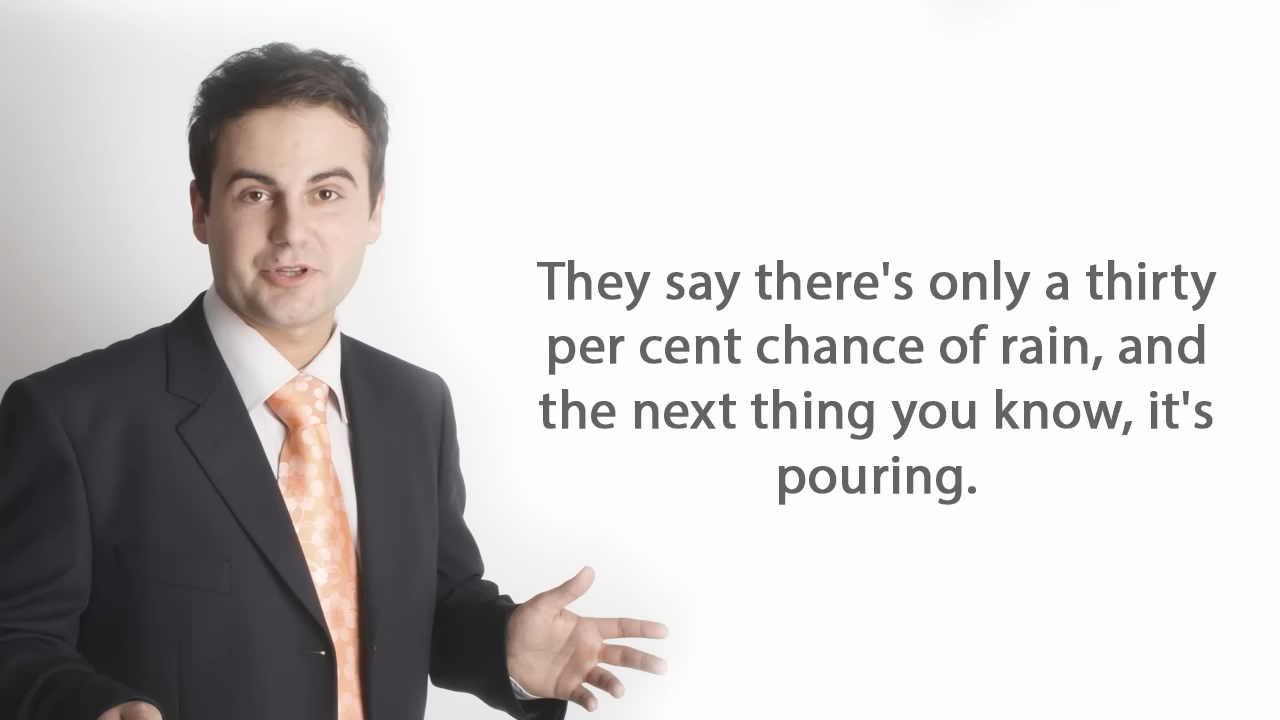 They say there's only a thirty
per cent chance of rain, and
the next thing you know, it's
pouring.